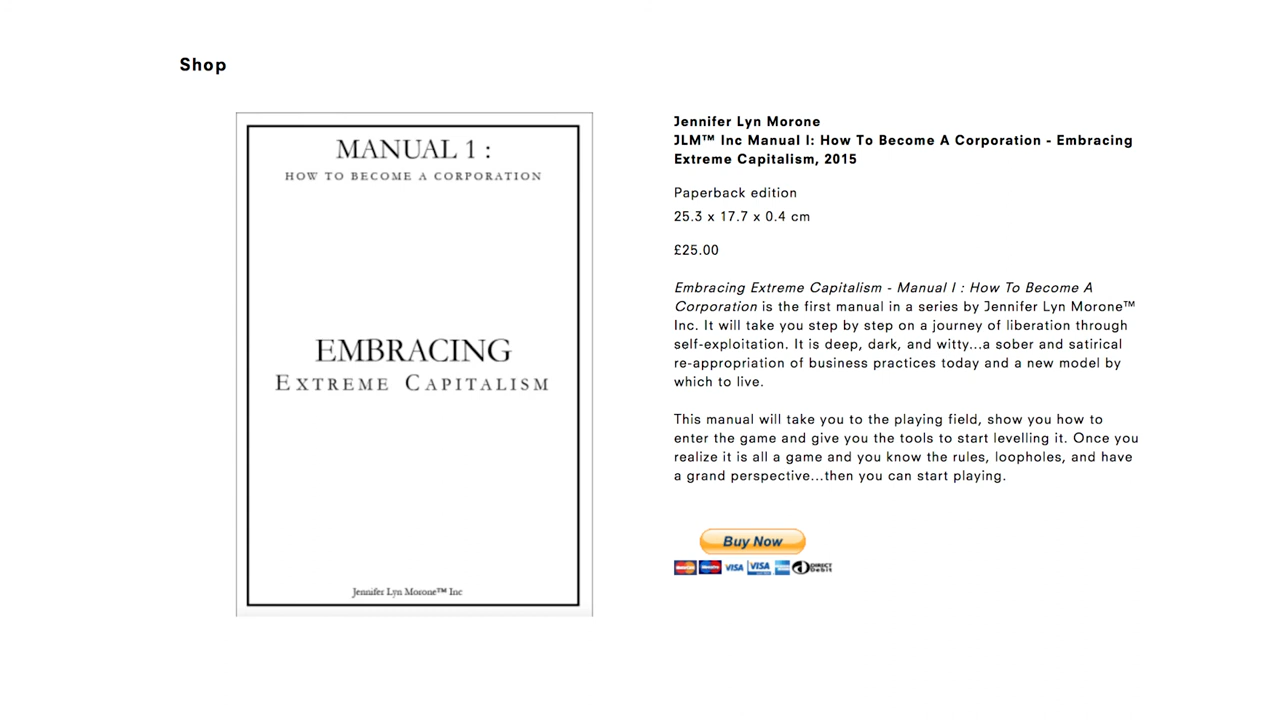 Shop
MANUAL 1 :
HOW TO BECOME A CORPORATION
EMBRACING
EXTREME CAPITALISM
Jennifer Lyn Morone™ Inc
Jennifer Lyn Morone
JLM™ Inc Manual I: How To Become A Corporation - Embracing
Extreme Capitalism, 2015
Paperback edition
25.3 x 17.7 x 0.4 cm
£25.00
Embracing Extreme Capitalism - Manual I : How To Become A
Corporation is the first manual in a series by Jennifer Lyn Morone™
Inc. It will take you step by step on a journey of liberation through
self-exploitation. It is deep, dark, and witty...a sober and satirical
re-appropriation of business practices today and a new model by
which to live.
This manual will take you to the playing field, show you how to
enter the game and give you the tools to start levelling it. Once you
realize it is all a game and you know the rules, loopholes, and have
a grand perspective...then you can start playing.
Buy Now
VISA VISA DIRECT Debit